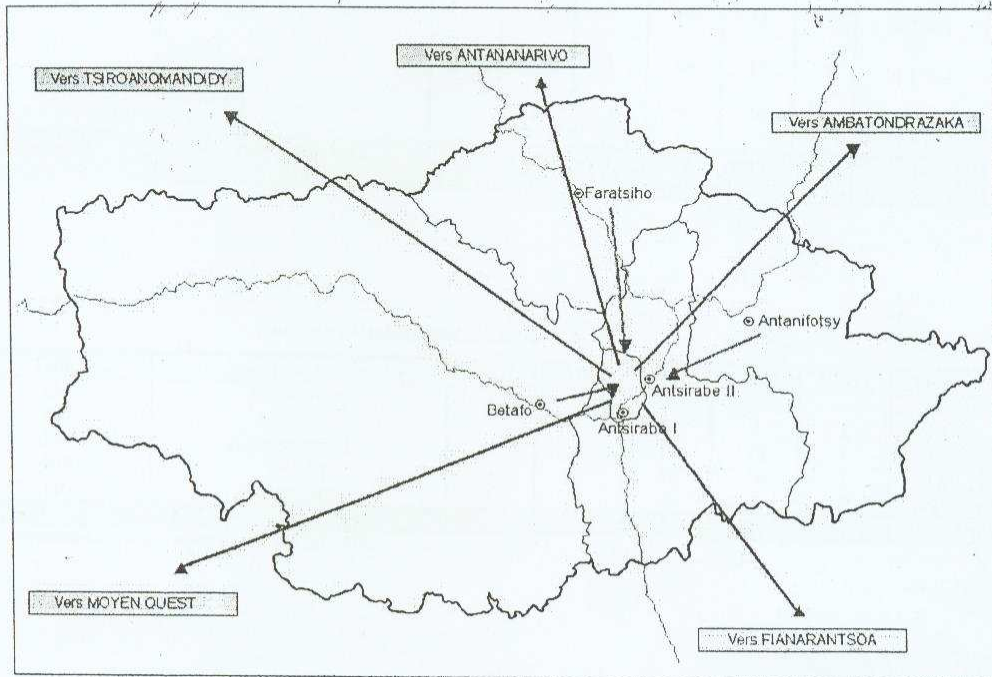 Vers ANTANANARIVO
Vers TSIROANOMANDIDY
Vers AMBATONDRAZAKA
Faratsiho
Antanifotsy
Antsirabe II
Betafo
Antsirabe I
Vers MOYEN OUEST
Vers FIANARANTSOA